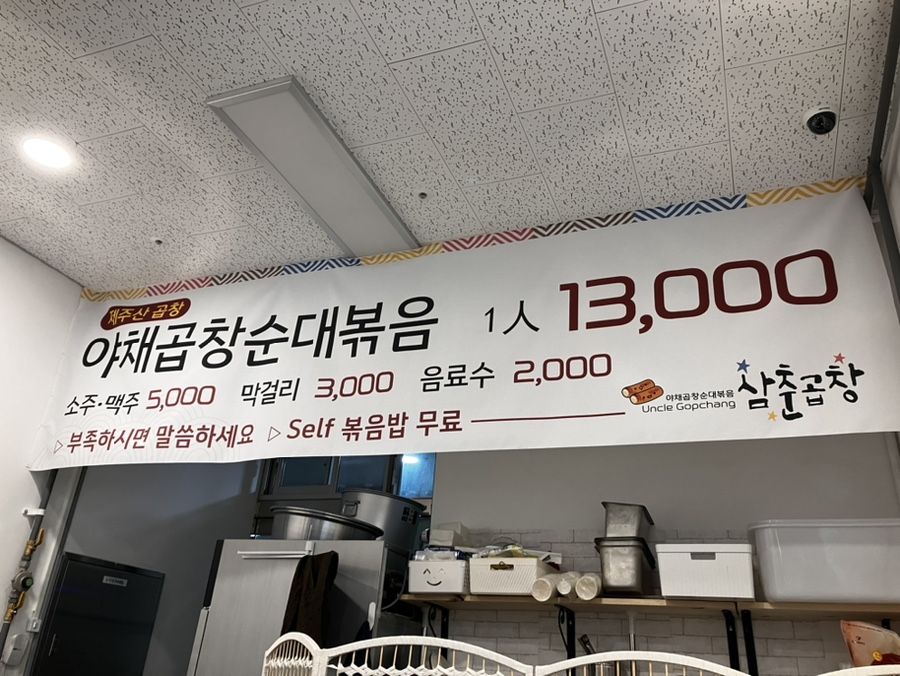 제주산 곱창
야채곱창순대볶음 1人 13,000
소주·맥주 5,000 막걸리 3,000 음료수 2,000
▷부족하시면 말씀하세요 ▷Self 볶음밥 무료
야채곱창순대볶음
Uncle Gopchang
삼춘곱창